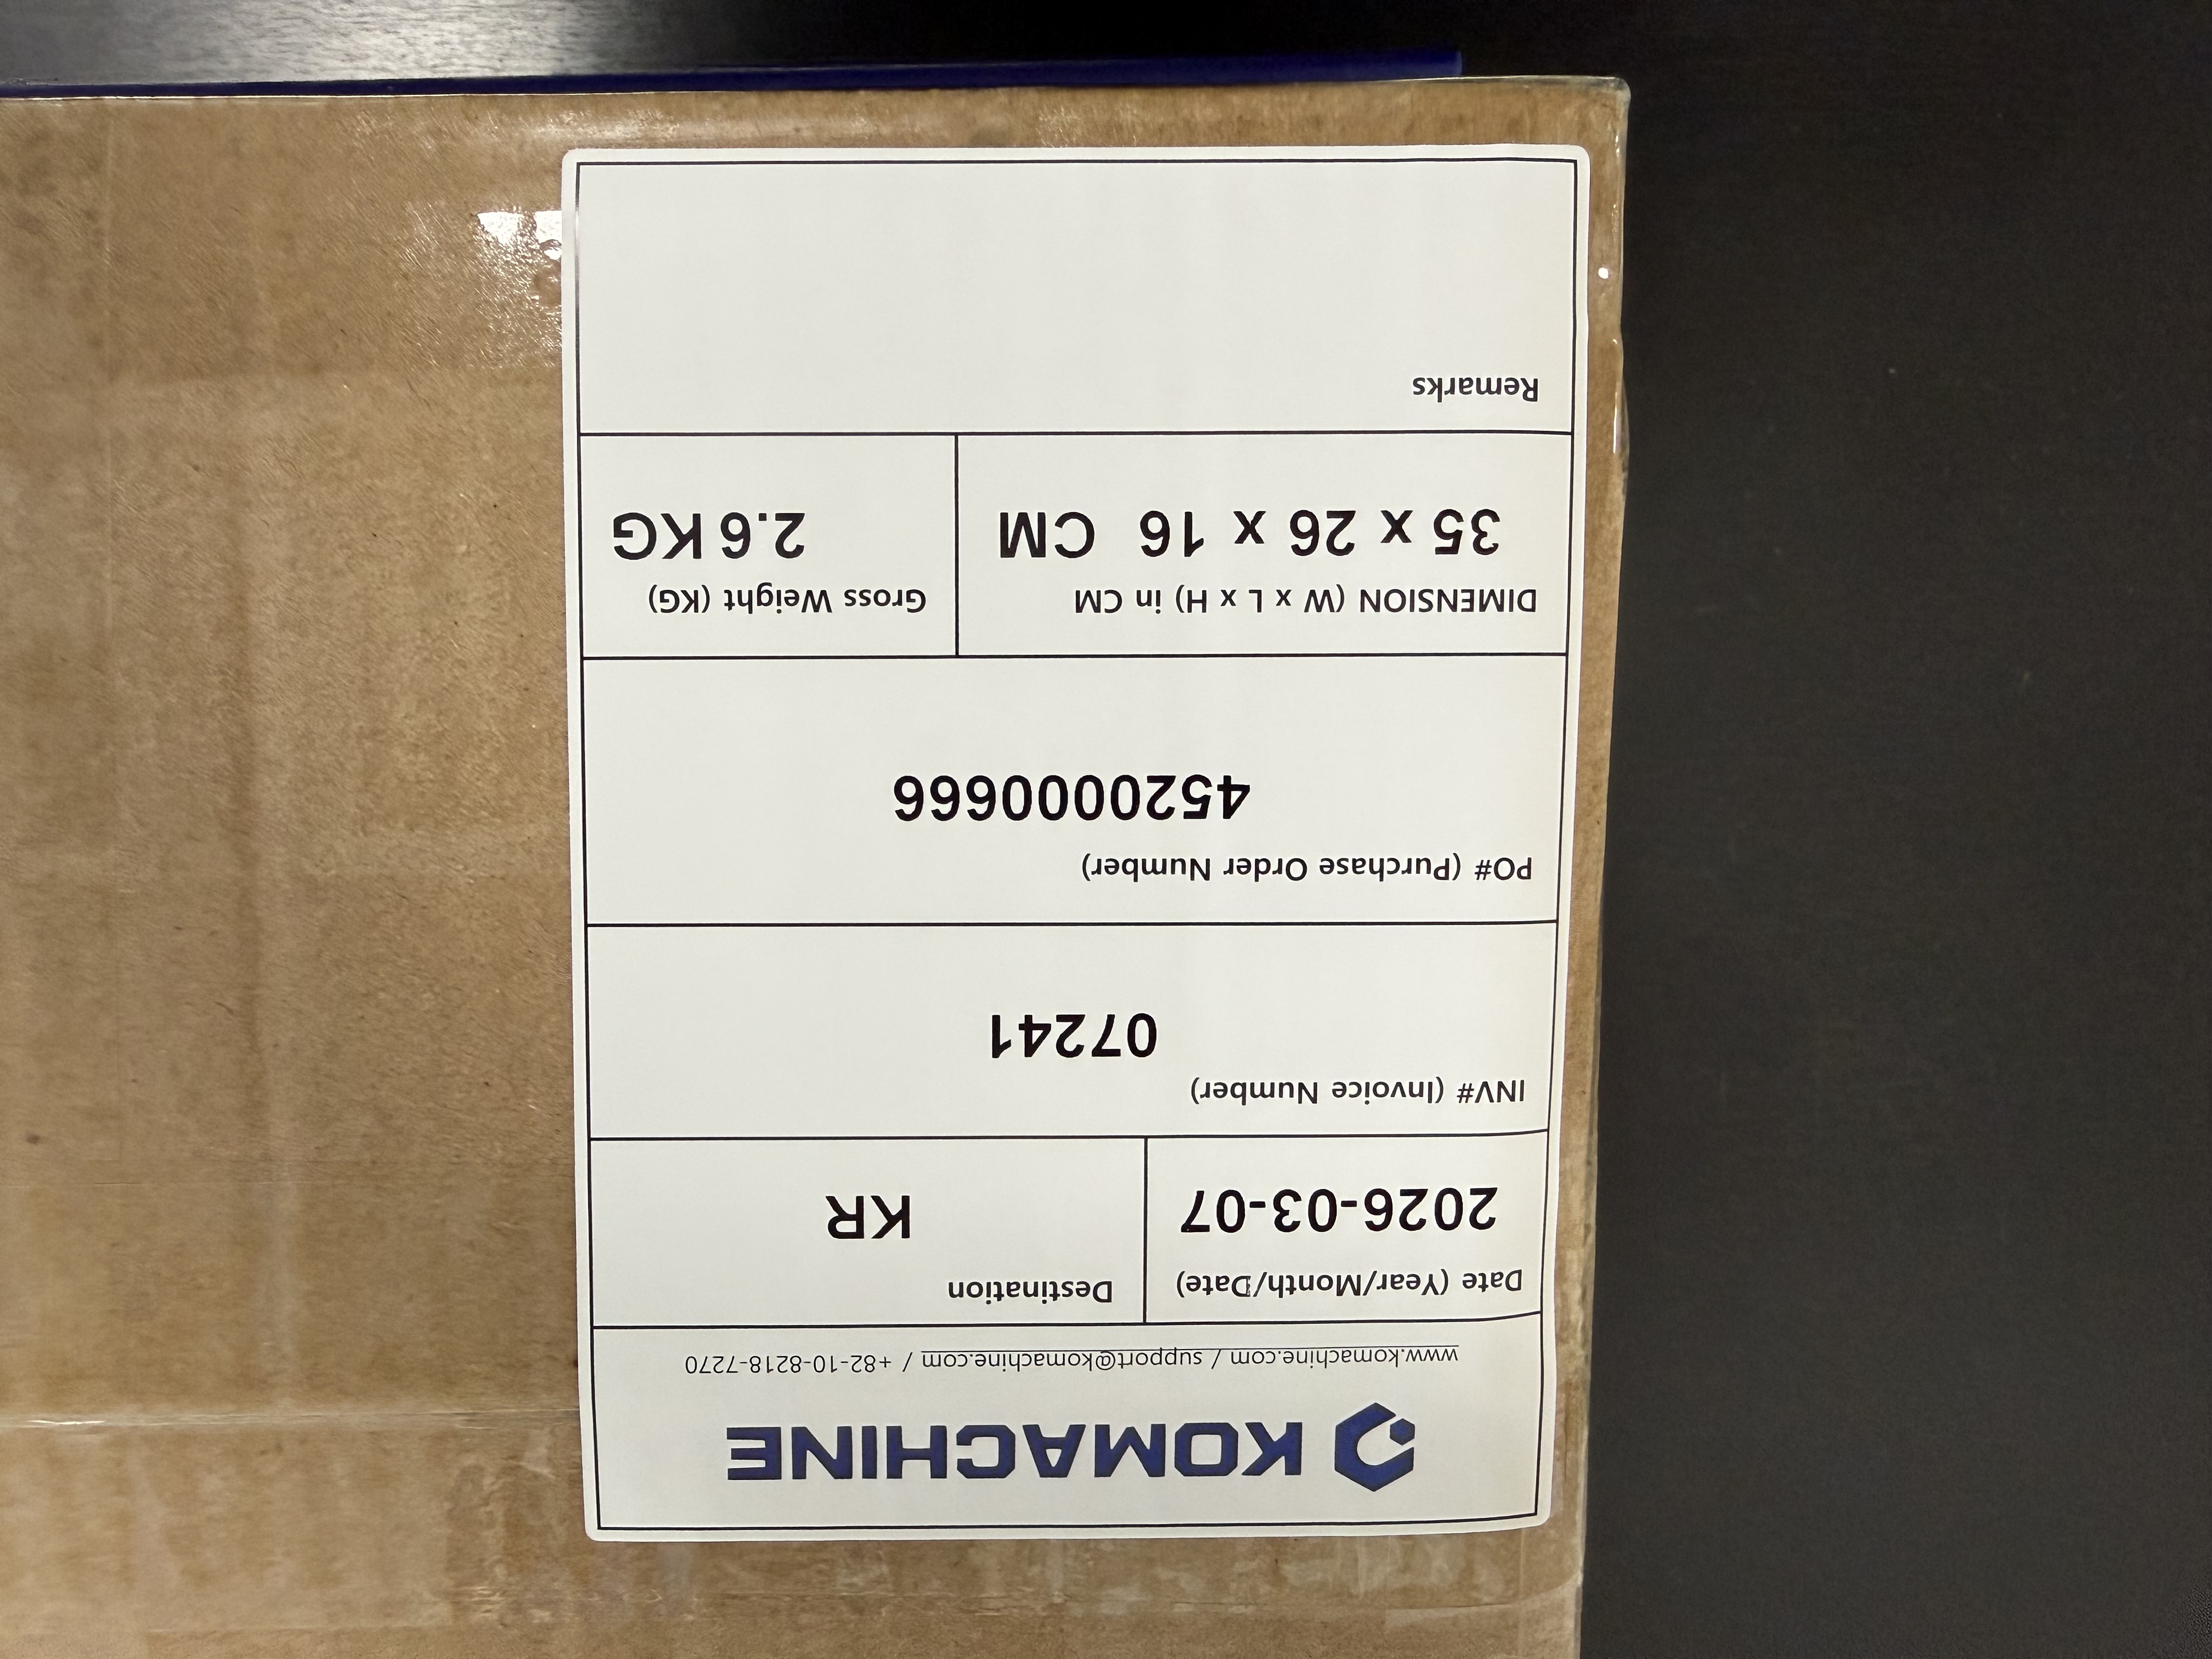 KOMACHINE
www.komachine.com / support@komachine.com / +82-10-8218-7270
Date (Year/Month/Date)
2026-03-07
Destination
KR
INV# (Invoice Number)
07241
PO# (Purchase Order Number)
4520000666
DIMENSION (W x L x H) in CM
35 x 26 x 16 CM
Gross Weight (KG)
2.6 KG
Remarks